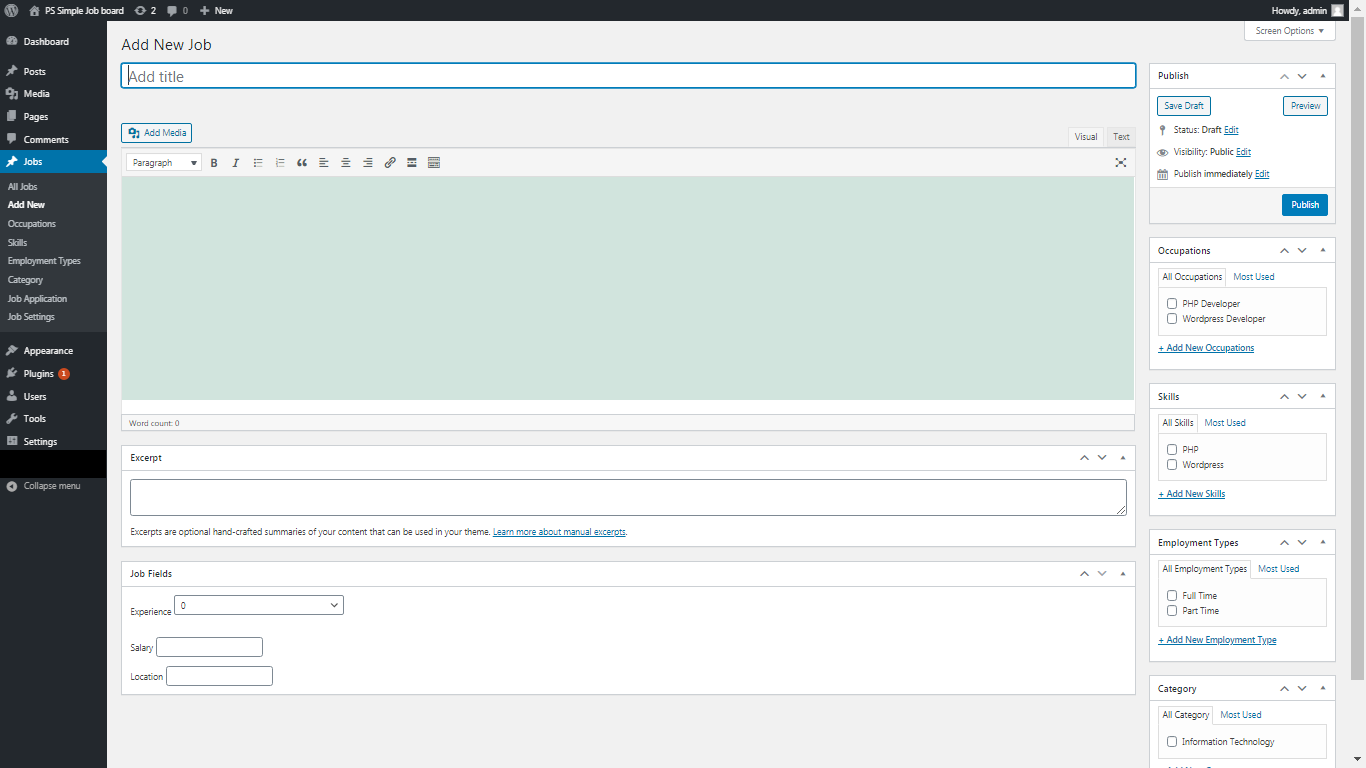 PS Simple Job board 2 0 New Howdy, admin
Screen Options
Dashboard
Posts
Media
Pages
Comments
Jobs
All Jobs
Add New
Occupations
Skills
Employment Types
Category
Job Application
Job Settings
Appearance
Plugins 1
Users
Tools
Settings
Collapse menu
Add New Job
Add title
Add Media
Visual Text
Paragraph
Word count: 0
Excerpt
Excerpts are optional hand-crafted summaries of your content that can be used in your theme. Learn more about manual excerpts.
Job Fields
Experience 0
Salary
Location
Publish
Save Draft Preview
Status: Draft Edit
Visibility: Public Edit
Publish immediately Edit
Publish
Occupations
All Occupations Most Used
PHP Developer
Wordpress Developer
+ Add New Occupations
Skills
All Skills Most Used
PHP
Wordpress
+ Add New Skills
Employment Types
All Employment Types Most Used
Full Time
Part Time
+ Add New Employment Type
Category
All Category Most Used
Information Technology